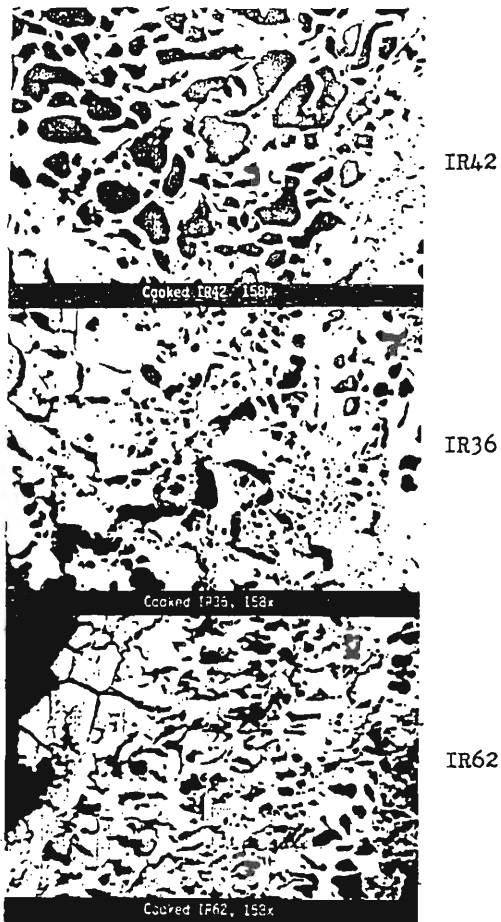 IR42
Cooked IR42, 158x
IR36
Cooked IR36, 158x
IR62
Cooked IR62, 158x